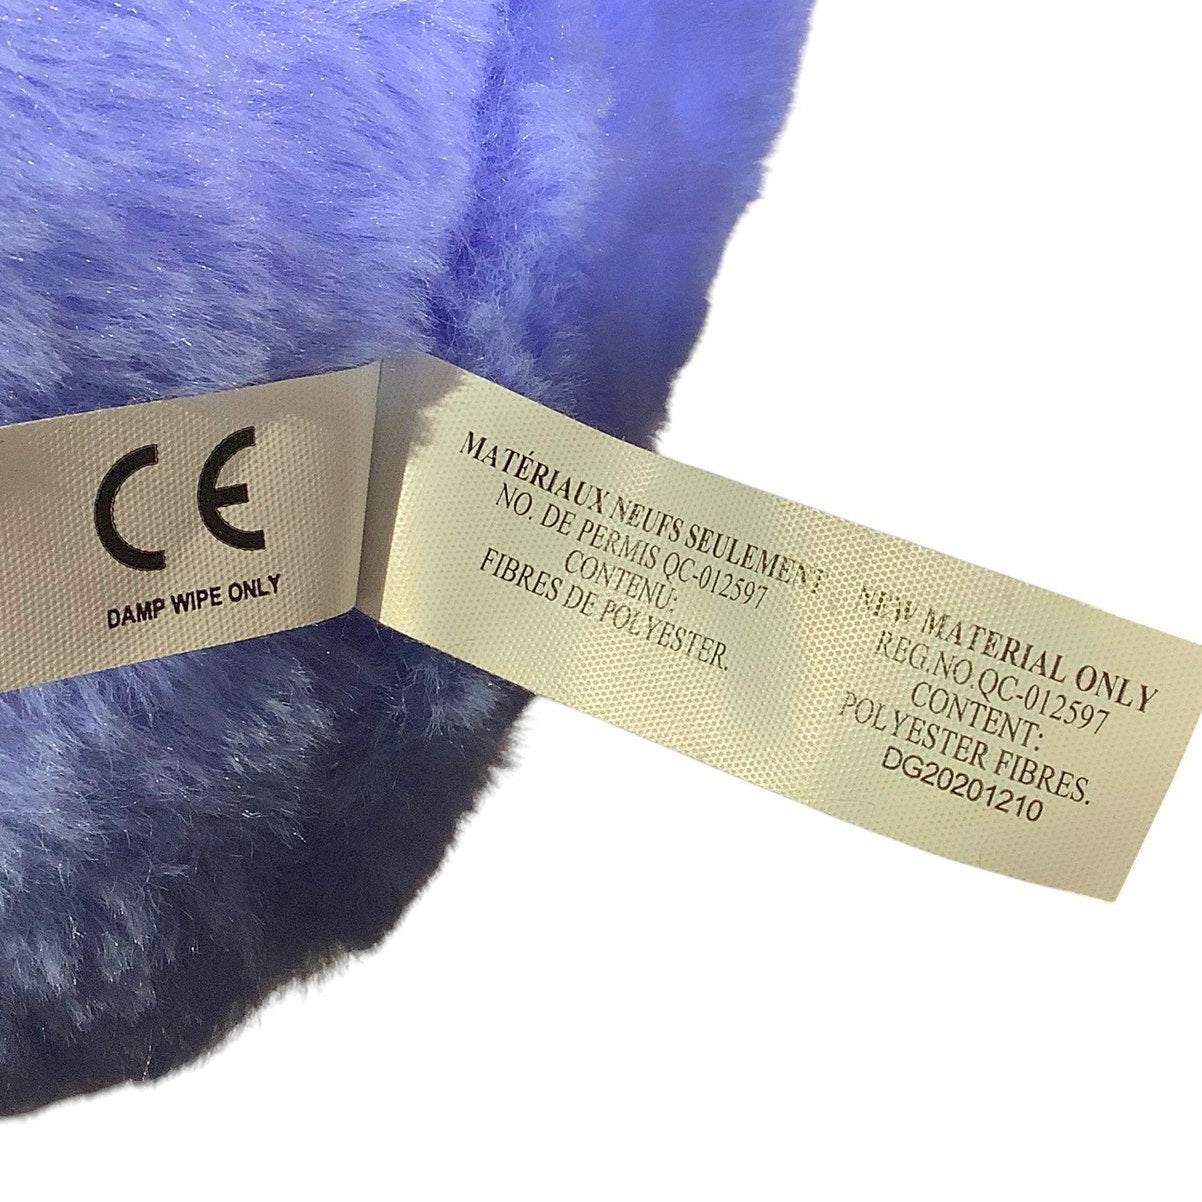 CE
DAMP WIPE ONLY
MATÉRIAUX NEUFS SEULEMENT
NO. DE PERMIS QC-012597
CONTENU:
FIBRES DE POLYESTER.
NEW MATERIAL ONLY
REG.NO.QC-012597
CONTENT:
POLYESTER FIBRES.
DG20201210